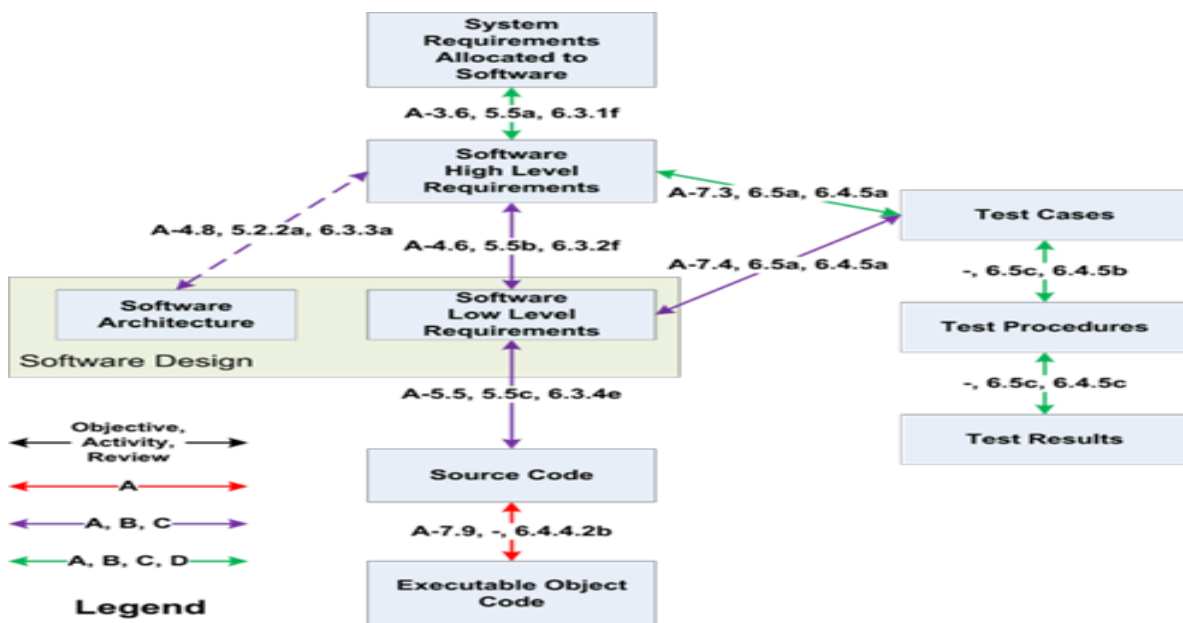 System
Requirements
Allocated to
Software
A-3.6, 5.5a, 6.3.1f
Software
High Level
Requirements
A-7.3, 6.5a, 6.4.5a
Test Cases
A-4.8, 5.2.2a, 6.3.3a
A-4.6, 5.5b, 6.3.2f
A-7.4, 6.5a, 6.4.5a
-, 6.5c, 6.4.5b
Software
Architecture
Software
Low Level
Requirements
Test Procedures
Software Design
A-5.5, 5.5c, 6.3.4e
-, 6.5c, 6.4.5c
Objective,
Activity,
Review
Test Results
Source Code
A
A, B, C
A-7.9, -, 6.4.4.2b
A, B, C, D
Executable Object
Code
Legend